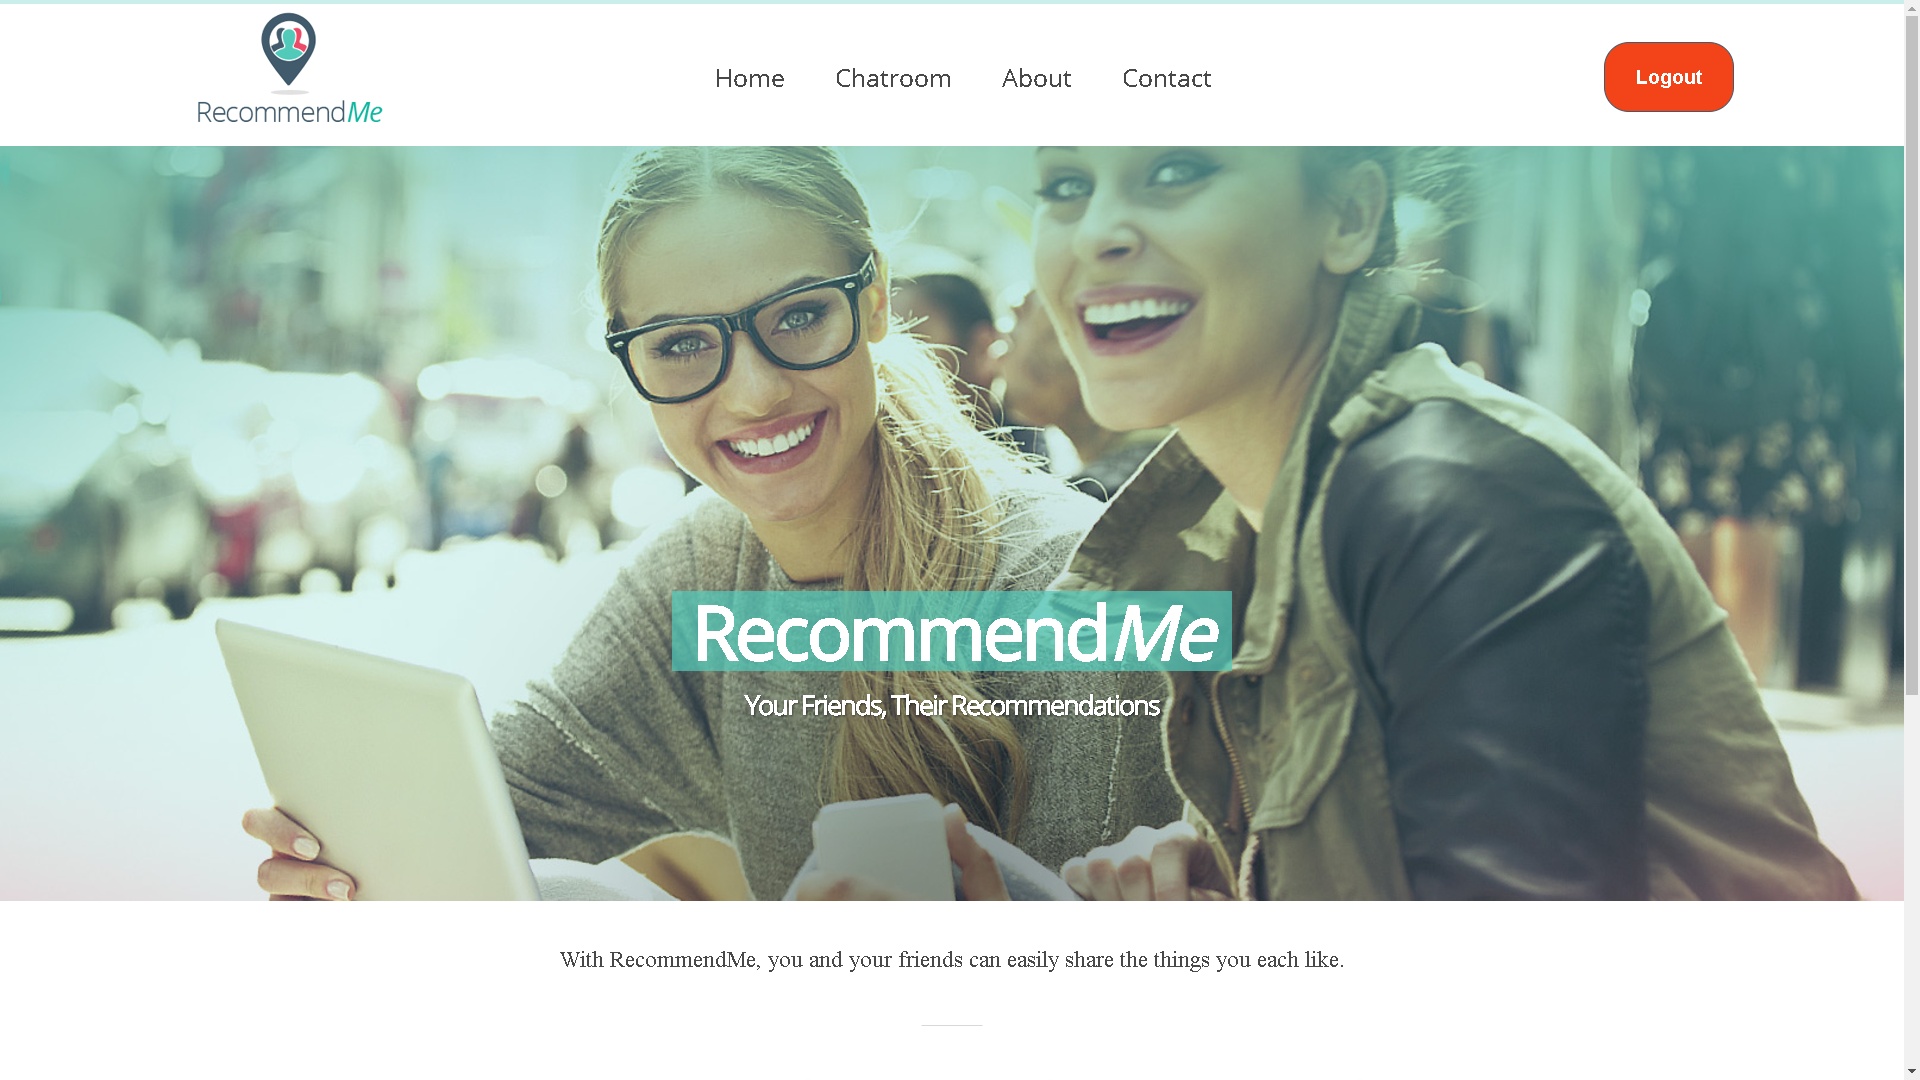 RecommendMe
Home
Chatroom
About
Contact
Logout
RecommendMe
Your Friends, Their Recommendations
With RecommendMe, you and your friends can easily share the things you each like.